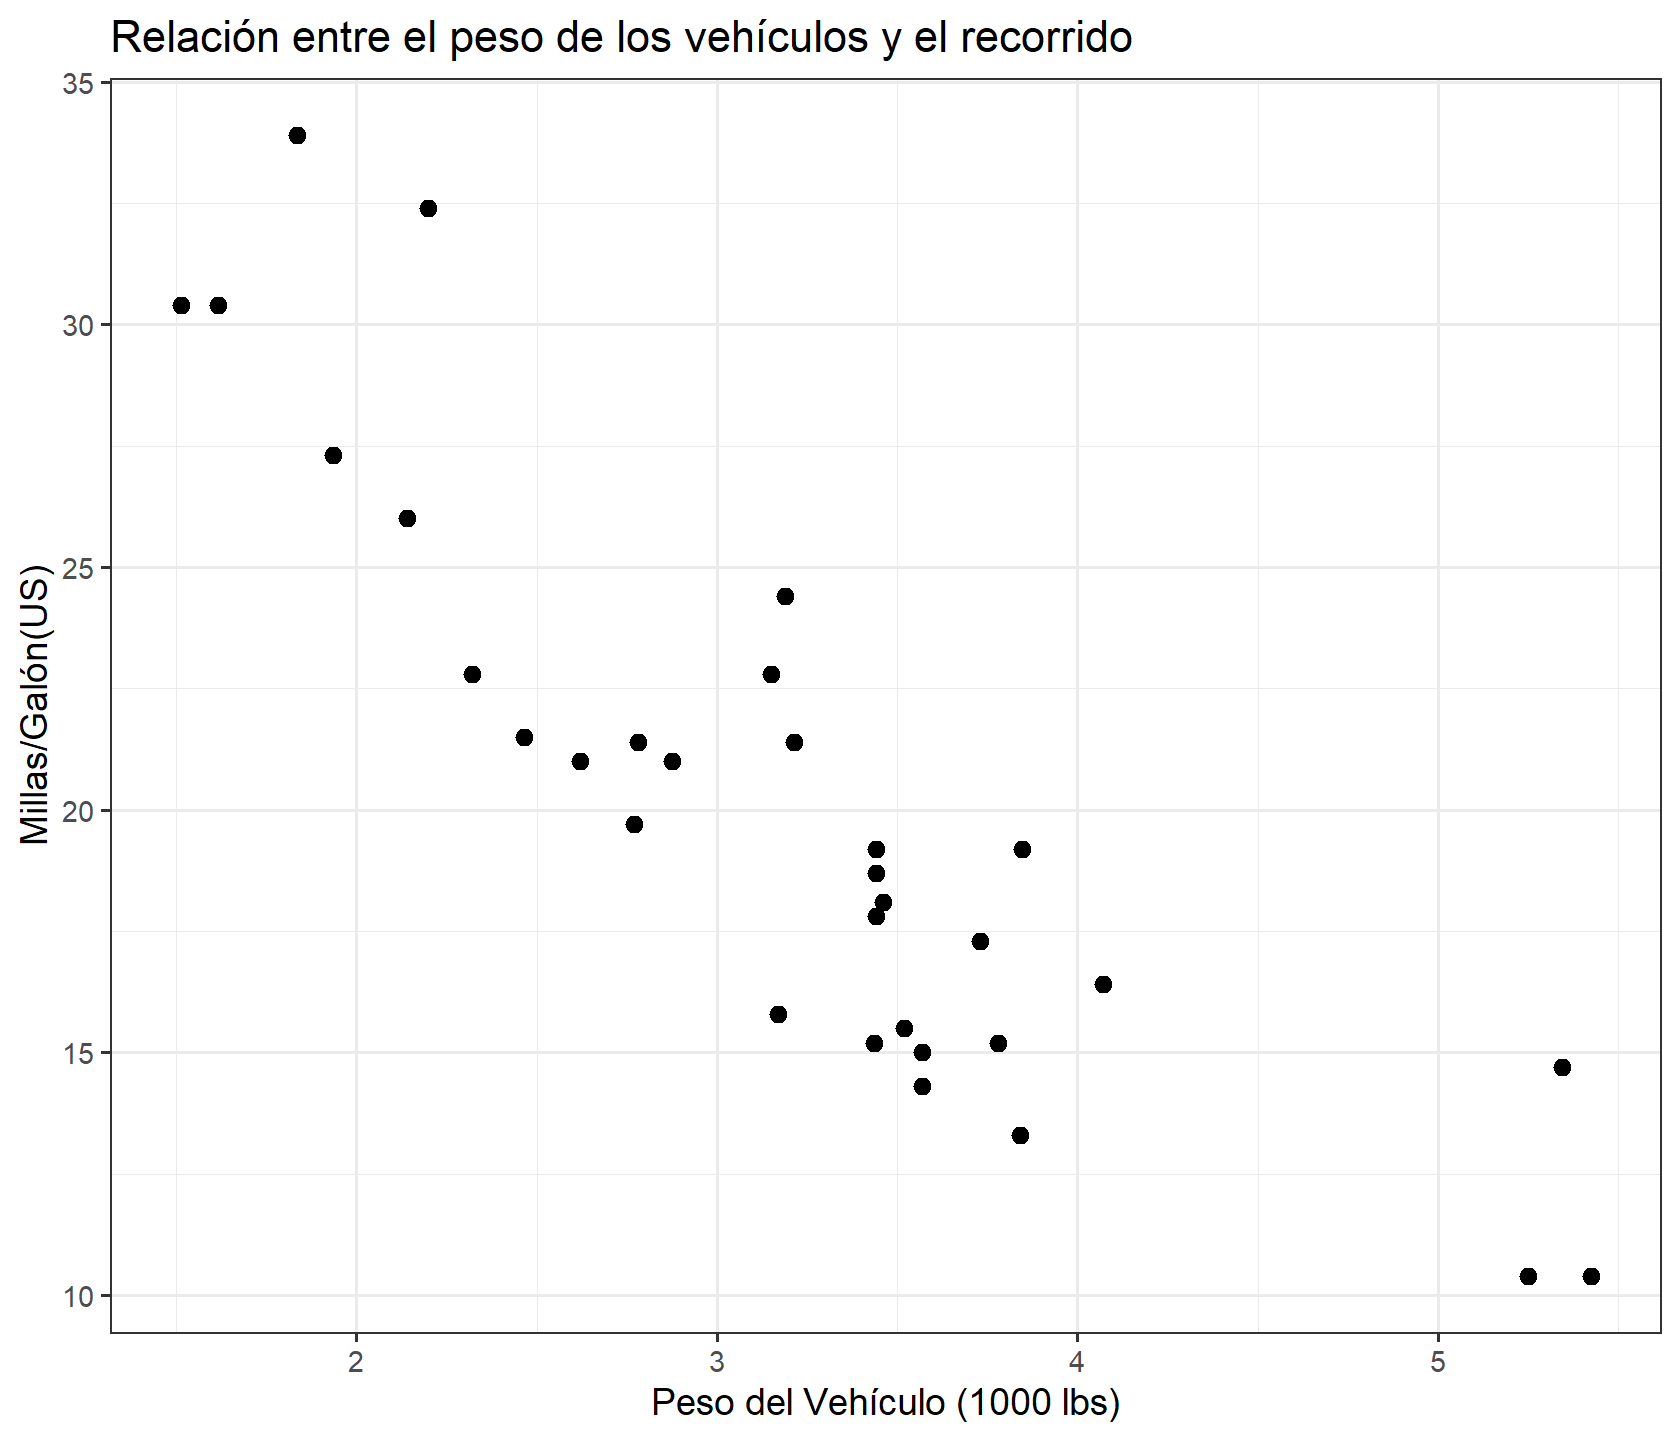 Relación entre el peso de los vehículos y el recorrido
35
30
25
20
15
10
Millas/Galón(US)
2 3 4 5
Peso del Vehículo (1000 lbs)